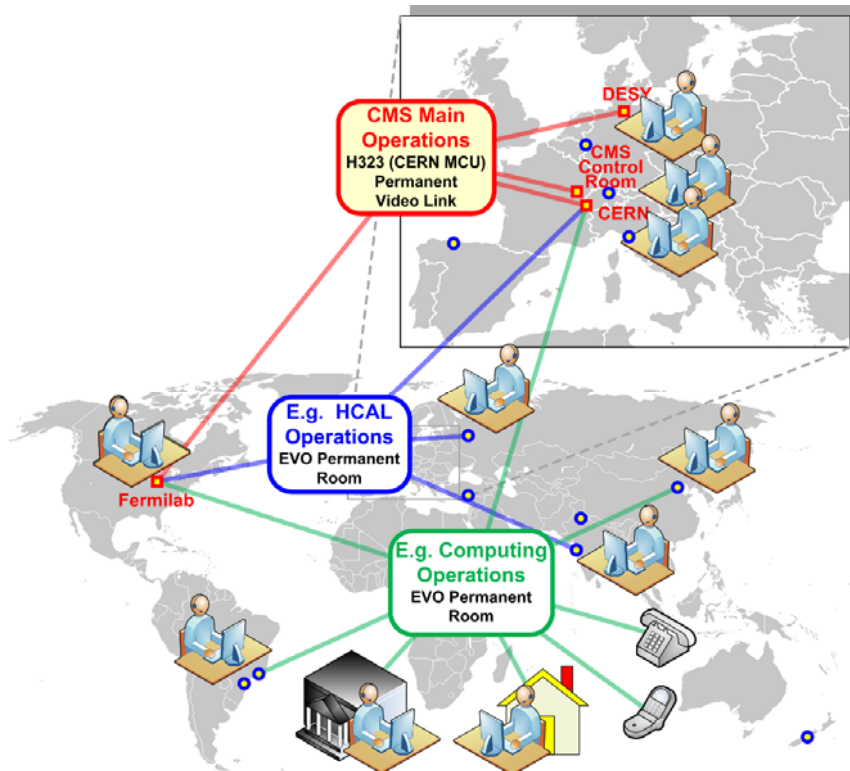 DESY
CMS Main
Operations
H323 (CERN MCU)
Permanent
Video Link
CMS
Control
Room
CERN
E.g. HCAL
Operations
EVO Permanent
Room
Fermilab
E.g. Computing
Operations
EVO Permanent
Room